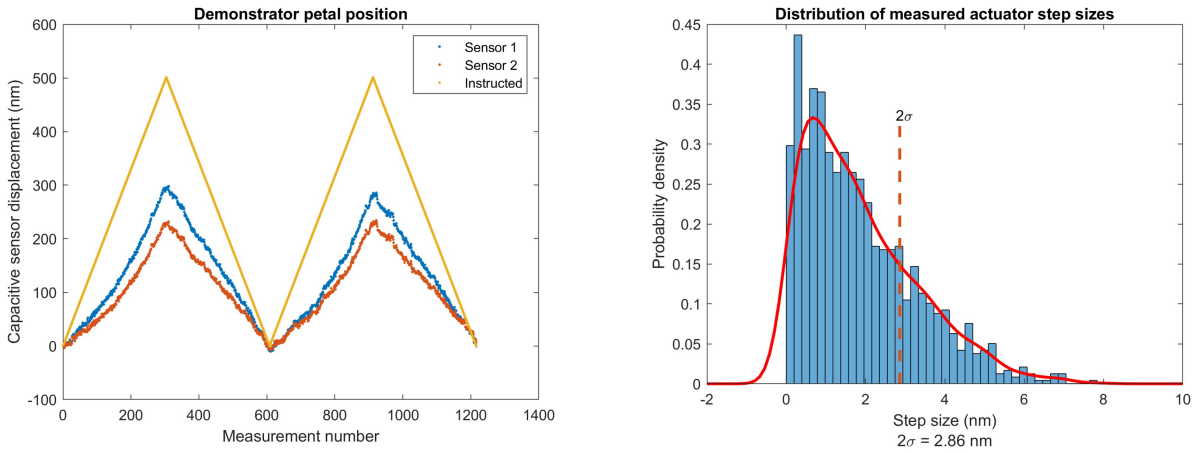 Demonstrator petal position
600
500
400
300
200
100
0
-100
Capacitive sensor displacement (nm)
Sensor 1
Sensor 2
Instructed
0 200 400 600 800 1000 1200 1400
Measurement number
Distribution of measured actuator step sizes
0.45
0.4
0.35
0.3
0.25
0.2
0.15
0.1
0.05
0
Probability density
2σ
-2 0 2 4 6 8 10
Step size (nm)
2σ = 2.86 nm